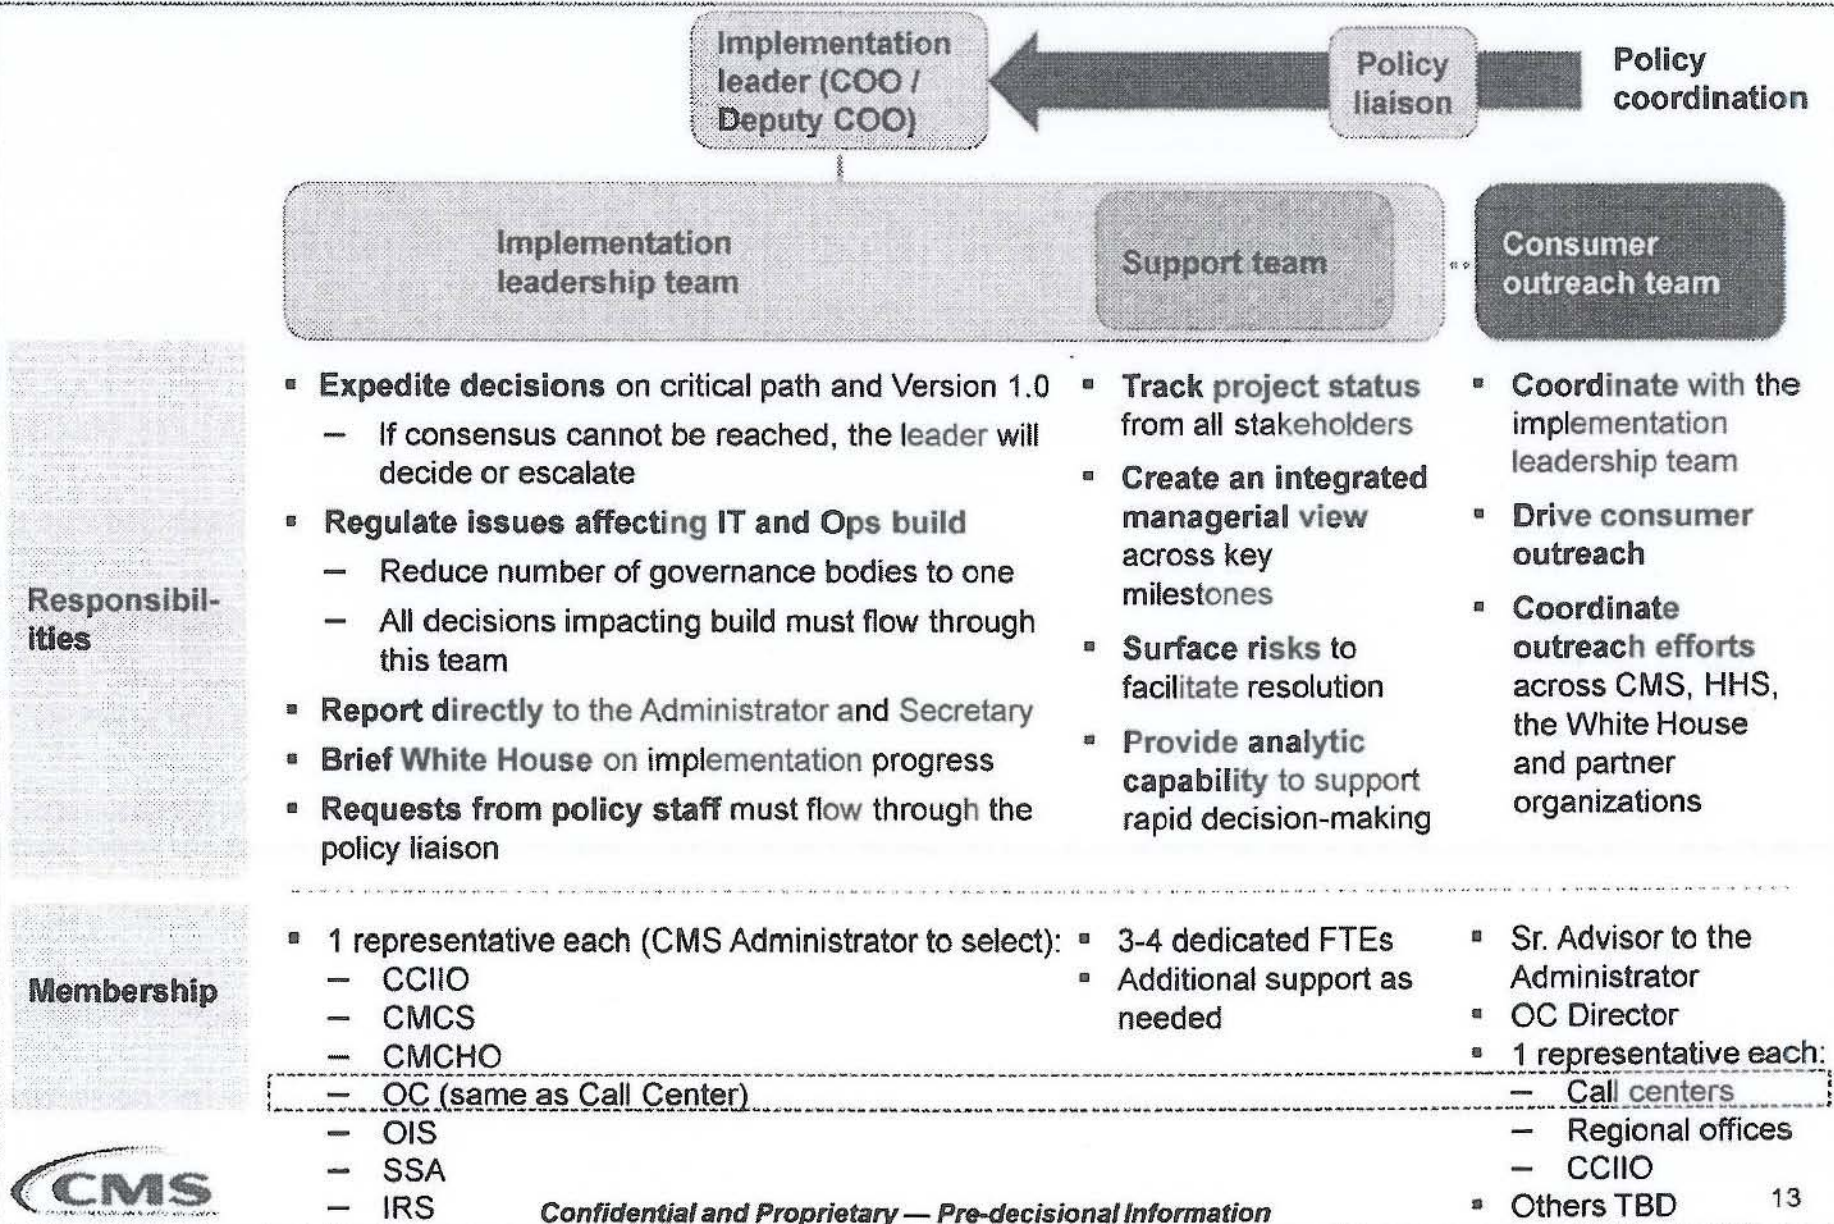 Implementation
leader (COO /
Deputy COO)
Policy
liaison
Policy
coordination
Implementation
leadership team
Support team
Consumer
outreach team
Responsibil-
ities
▪ Expedite decisions on critical path and Version 1.0
– If consensus cannot be reached, the leader will
decide or escalate
▪ Regulate issues affecting IT and Ops build
– Reduce number of governance bodies to one
– All decisions impacting build must flow through
this team
▪ Report directly to the Administrator and Secretary
▪ Brief White House on implementation progress
▪ Requests from policy staff must flow through the
policy liaison
▪ Track project status
from all stakeholders
▪ Create an integrated
managerial view
across key
milestones
▪ Surface risks to
facilitate resolution
▪ Provide analytic
capability to support
rapid decision-making
▪ Coordinate with the
implementation
leadership team
▪ Drive consumer
outreach
▪ Coordinate
outreach efforts
across CMS, HHS,
the White House
and partner
organizations
Membership
▪ 1 representative each (CMS Administrator to select):
– CCIIO
– CMCS
– CMCHO
– OC (same as Call Center)
– OIS
– SSA
– IRS
▪ 3-4 dedicated FTEs
▪ Additional support as
needed
▪ Sr. Advisor to the
Administrator
▪ OC Director
▪ 1 representative each:
– Call centers
– Regional offices
– CCIIO
▪ Others TBD
CMS
Confidential and Proprietary — Pre-decisional Information
13